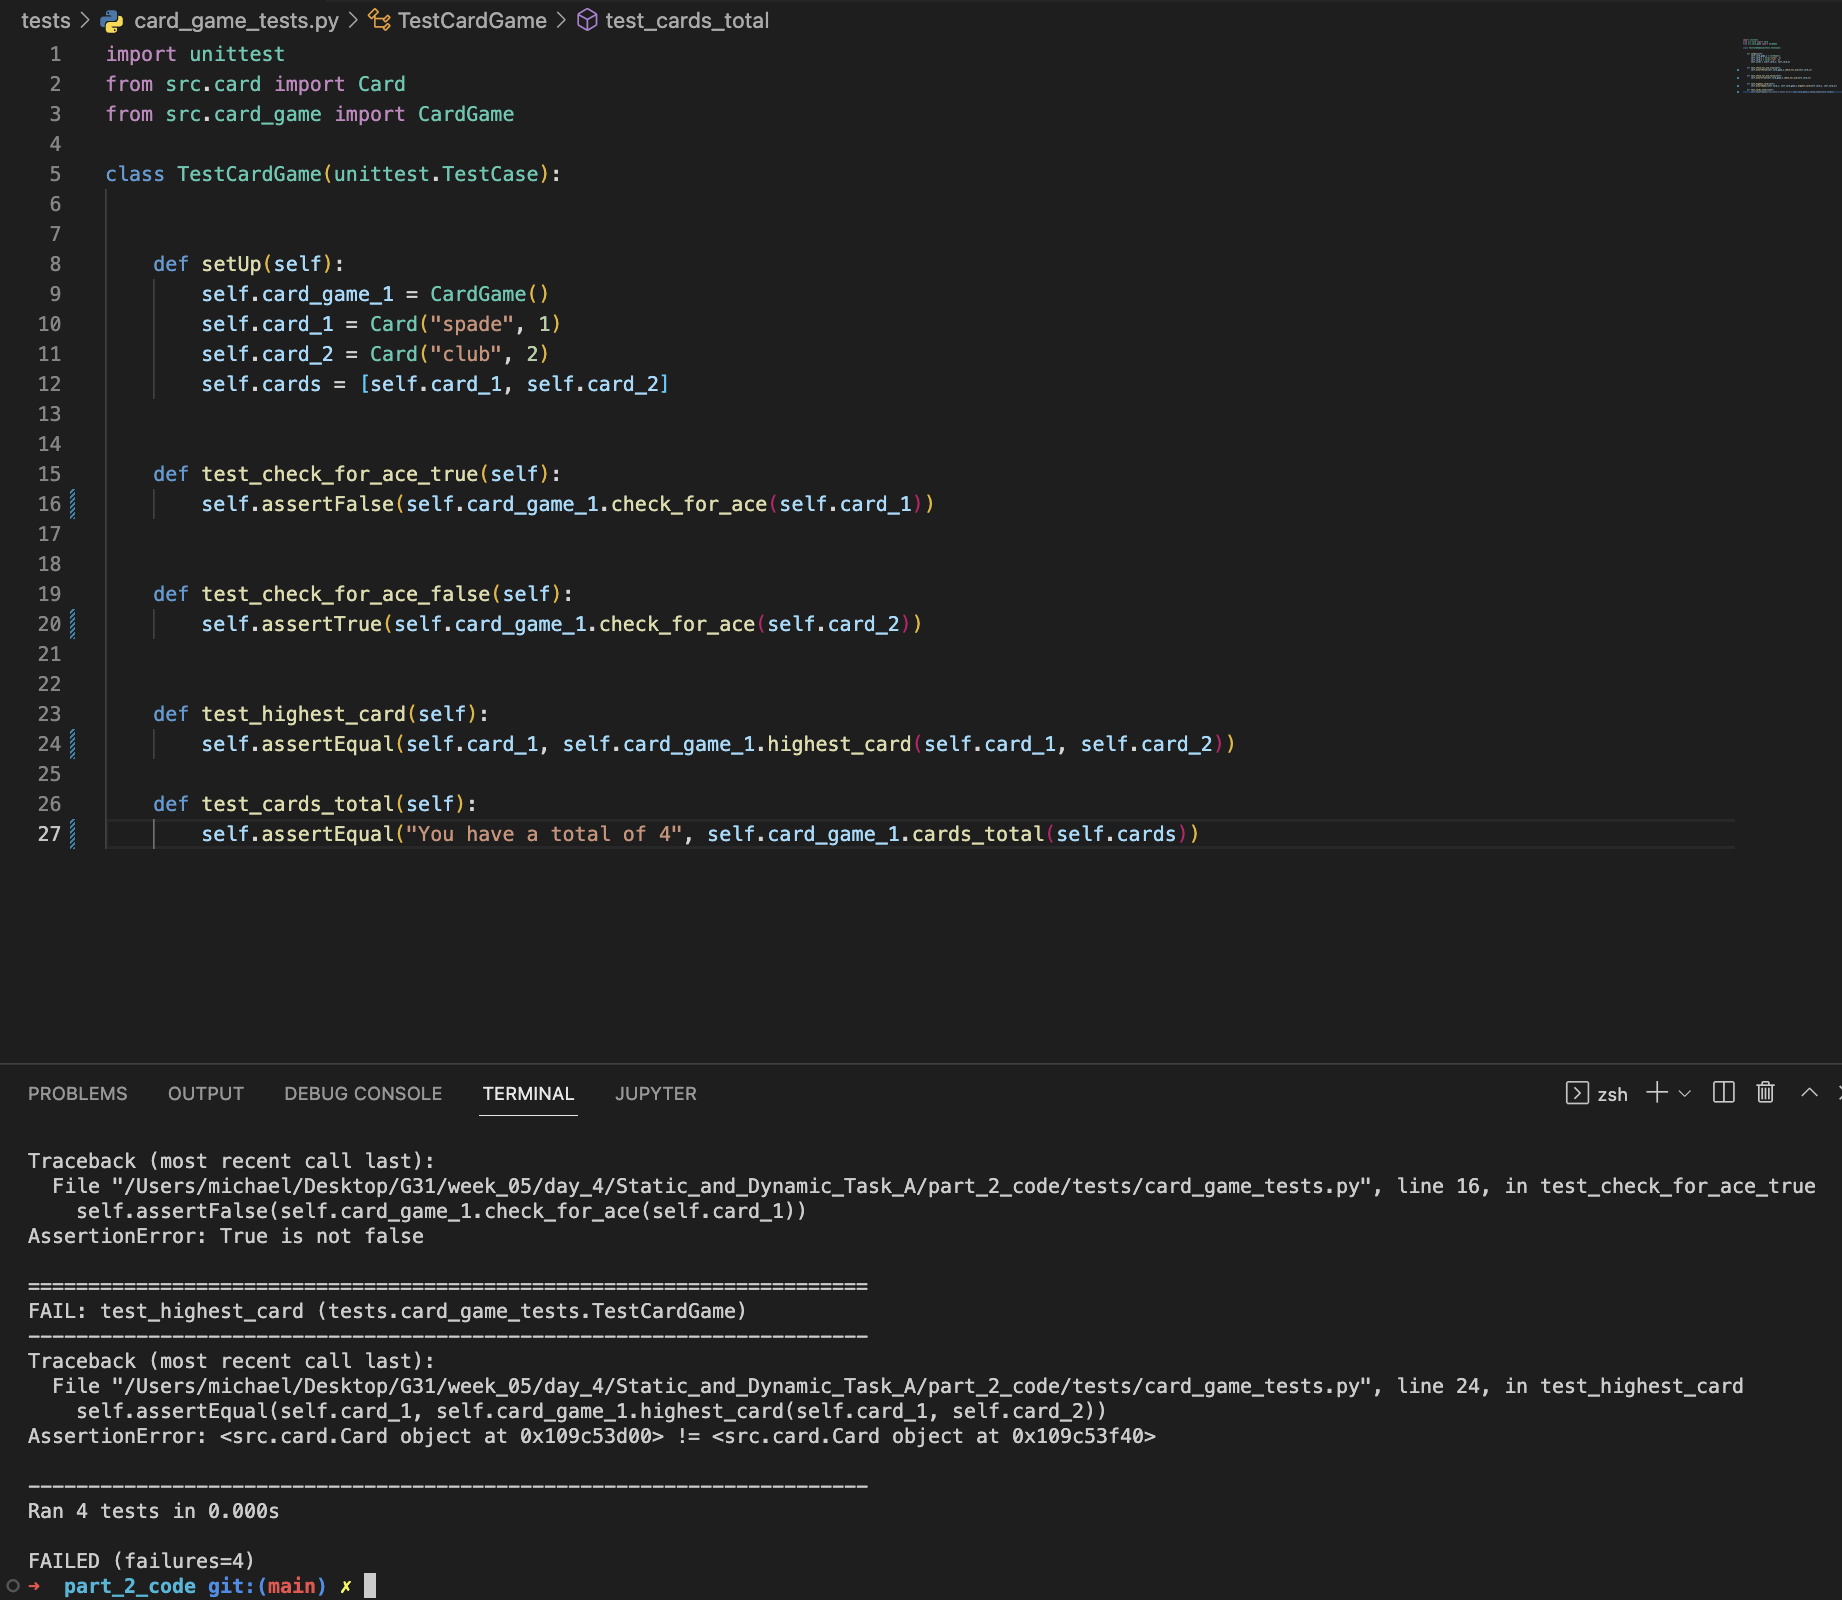 tests > card_game_tests.py > TestCardGame > test_cards_total
1 import unittest
2 from src.card import Card
3 from src.card_game import CardGame
4
5 class TestCardGame(unittest.TestCase):
6
7
8     def setUp(self):
9         self.card_game_1 = CardGame()
10         self.card_1 = Card("spade", 1)
11         self.card_2 = Card("club", 2)
12         self.cards = [self.card_1, self.card_2]
13
14
15     def test_check_for_ace_true(self):
16         self.assertFalse(self.card_game_1.check_for_ace(self.card_1))
17
18
19     def test_check_for_ace_false(self):
20         self.assertTrue(self.card_game_1.check_for_ace(self.card_2))
21
22
23     def test_highest_card(self):
24         self.assertEqual(self.card_1, self.card_game_1.highest_card(self.card_1, self.card_2))
25
26     def test_cards_total(self):
27         self.assertEqual("You have a total of 4", self.card_game_1.cards_total(self.cards))
PROBLEMS OUTPUT DEBUG CONSOLE TERMINAL JUPYTER zsh
Traceback (most recent call last):
  File "/Users/michael/Desktop/G31/week_05/day_4/Static_and_Dynamic_Task_A/part_2_code/tests/card_game_tests.py", line 16, in test_check_for_ace_true
    self.assertFalse(self.card_game_1.check_for_ace(self.card_1))
AssertionError: True is not false
======================================================================
FAIL: test_highest_card (tests.card_game_tests.TestCardGame)
----------------------------------------------------------------------
Traceback (most recent call last):
  File "/Users/michael/Desktop/G31/week_05/day_4/Static_and_Dynamic_Task_A/part_2_code/tests/card_game_tests.py", line 24, in test_highest_card
    self.assertEqual(self.card_1, self.card_game_1.highest_card(self.card_1, self.card_2))
AssertionError: <src.card.Card object at 0x109c53d00> != <src.card.Card object at 0x109c53f40>
----------------------------------------------------------------------
Ran 4 tests in 0.000s
FAILED (failures=4)
➜ part_2_code git:(main) ✗